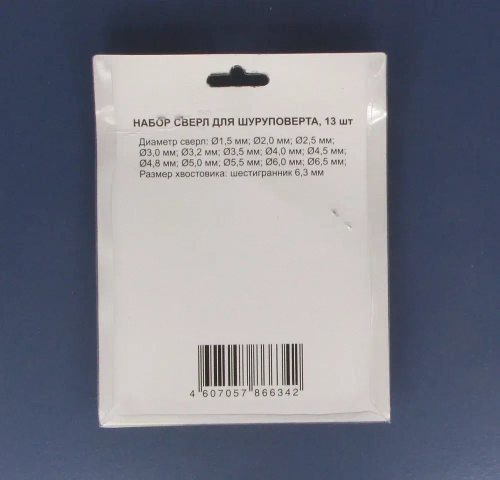 НАБОР СВЕРЛ ДЛЯ ШУРУПОВЕРТА, 13 шт
Диаметр сверл: Ø1,5 мм; Ø2,0 мм; Ø2,5 мм;
Ø3,0 мм; Ø3,2 мм; Ø3,5 мм; Ø4,0 мм; Ø4,5 мм;
Ø4,8 мм; Ø5,0 мм; Ø5,5 мм; Ø6,0 мм; Ø6,5 мм;
Размер хвостовика: шестигранник 6,3 мм
4 607057 866342